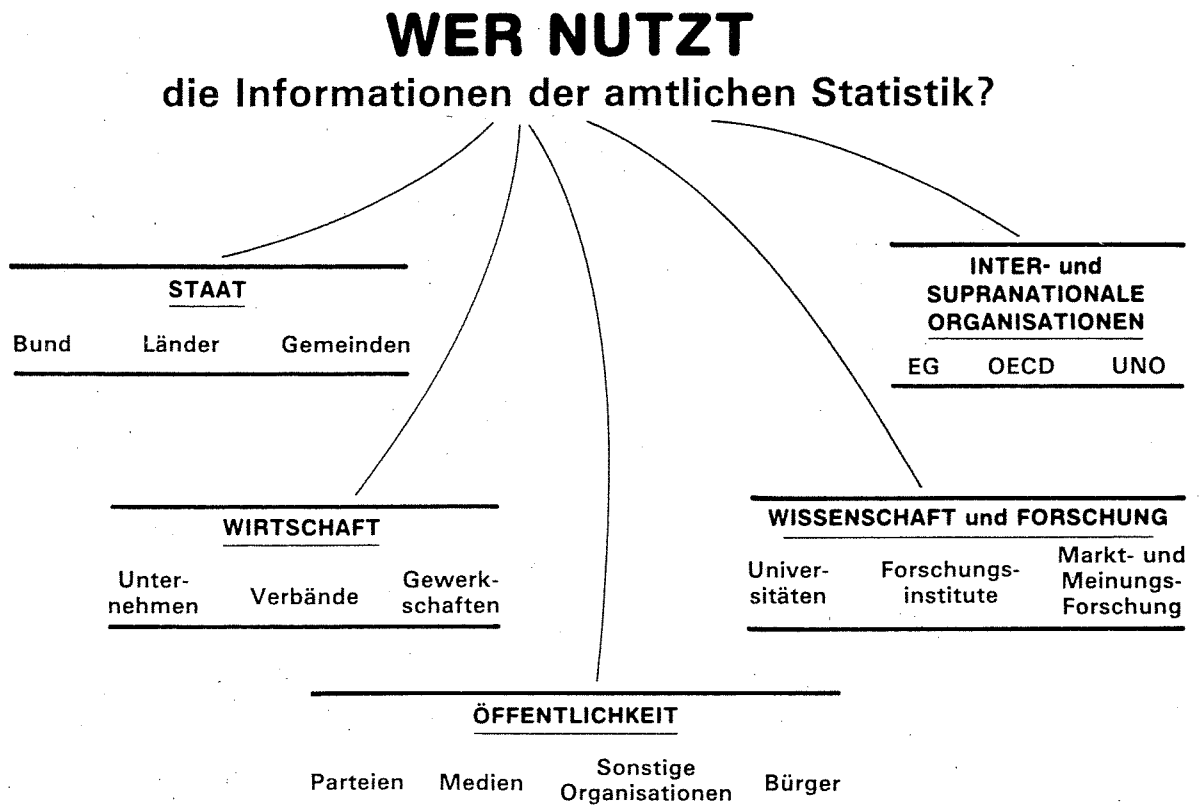 WER NUTZT
die Informationen der amtlichen Statistik?
STAAT
Bund Länder Gemeinden
INTER- und
SUPRANATIONALE
ORGANISATIONEN
EG OECD UNO
WIRTSCHAFT
Unter-
nehmen
Verbände
Gewerk-
schaften
WISSENSCHAFT und FORSCHUNG
Univer-
sitäten
Forschungs-
institute
Markt- und
Meinungs-
Forschung
ÖFFENTLICHKEIT
Parteien
Medien
Sonstige
Organisationen
Bürger